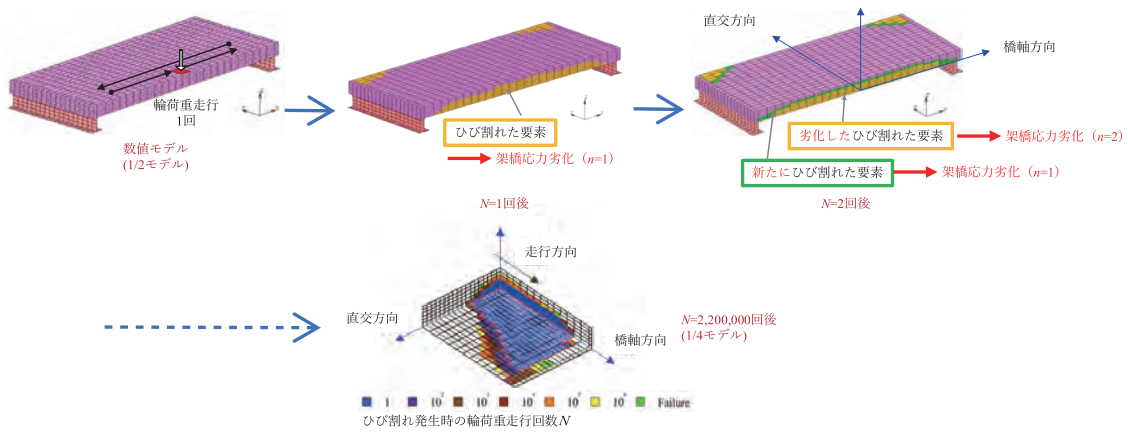 輪荷重走行
1回
数値モデル
(1/2モデル)
ひび割れた要素
架橋応力劣化（n=1）
N=1回後
直交方向
橋軸方向
劣化したひび割れた要素
架橋応力劣化（n=2）
新たにひび割れた要素
架橋応力劣化（n=1）
N=2回後
走行方向
直交方向
橋軸方向
N=2,200,000回後
(1/4モデル)
1 10² Failure
ひび割れ発生時の輪荷重走行回数N